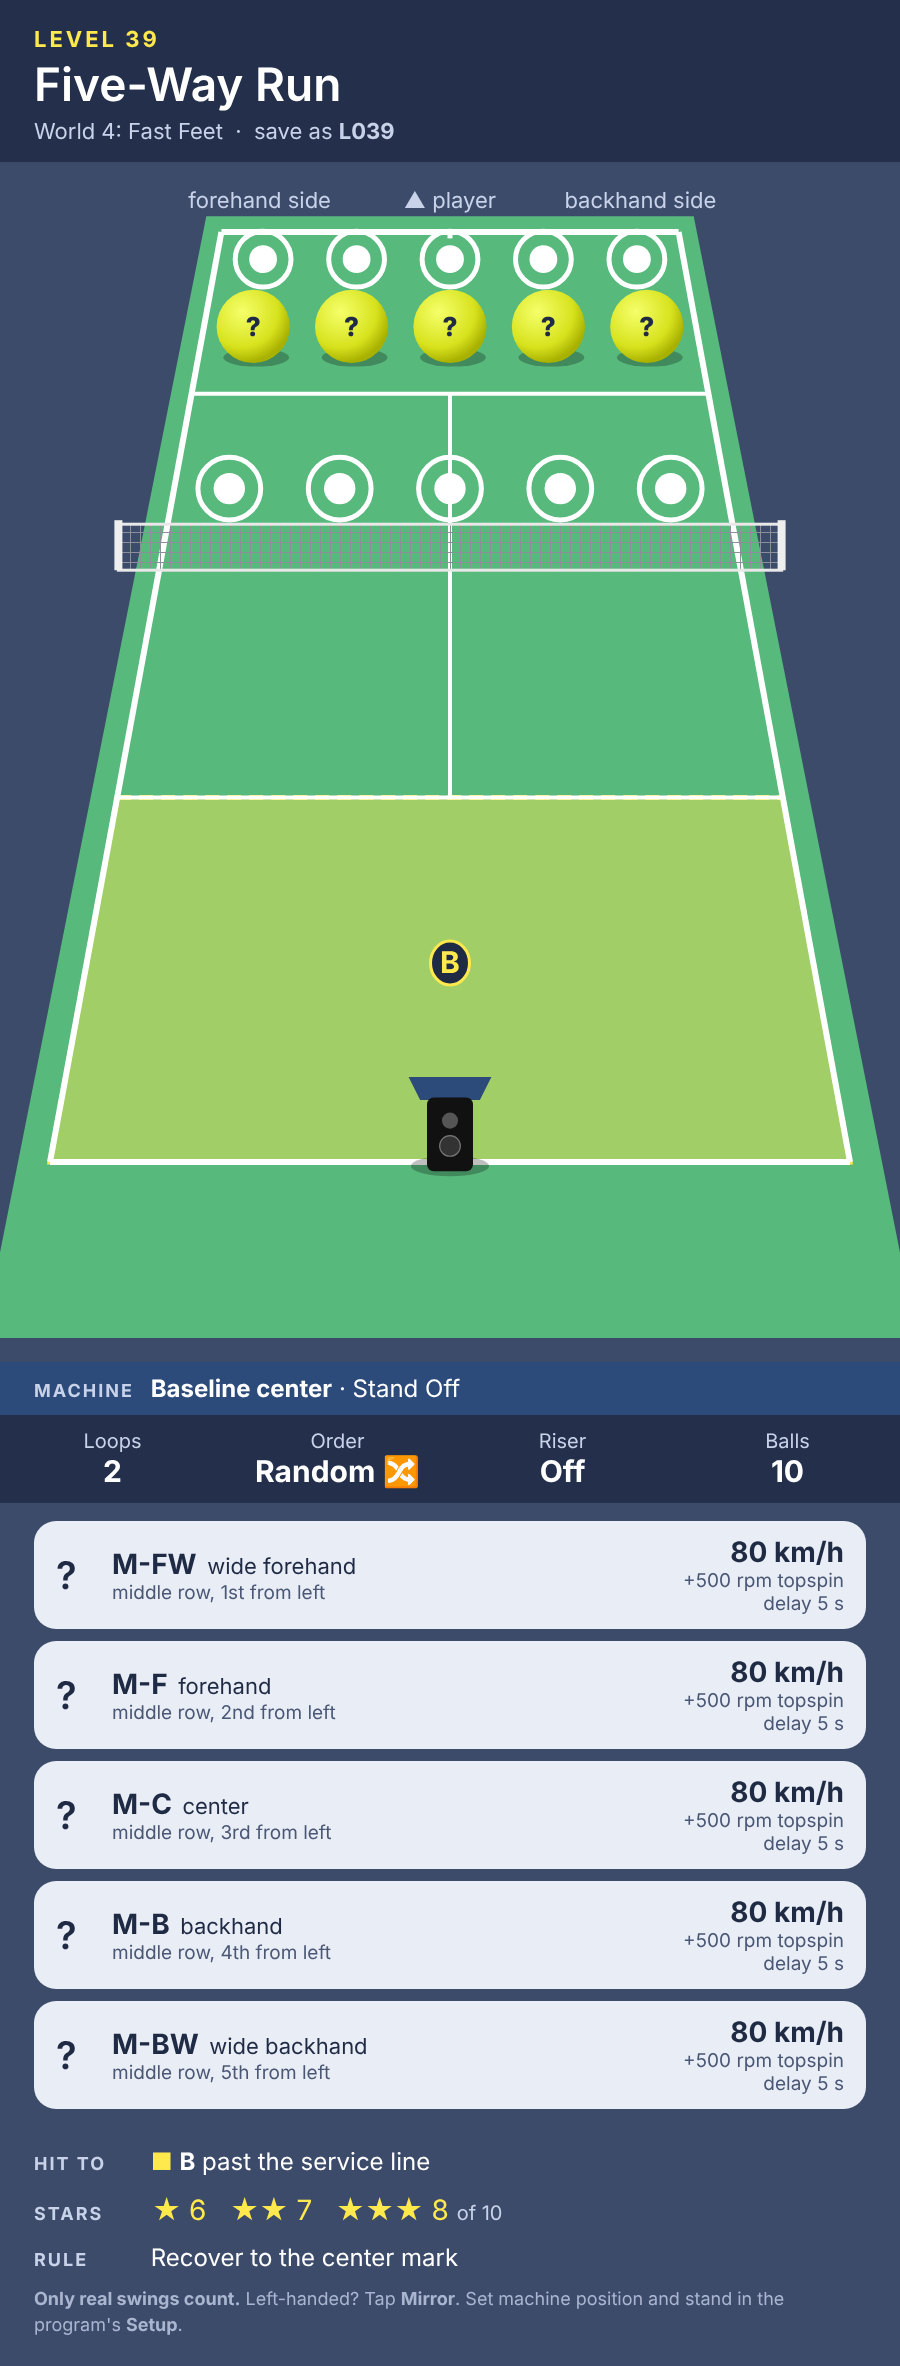 LEVEL 39
Five-Way Run
World 4: Fast Feet · save as L039
forehand side ▲ player backhand side
? ? ? ? ?
B
MACHINE Baseline center · Stand Off
Loops Order Riser Balls
2 Random 🔀 Off 10
? M-FW wide forehand 80 km/h
middle row, 1st from left +500 rpm topspin
delay 5 s
? M-F forehand 80 km/h
middle row, 2nd from left +500 rpm topspin
delay 5 s
? M-C center 80 km/h
middle row, 3rd from left +500 rpm topspin
delay 5 s
? M-B backhand 80 km/h
middle row, 4th from left +500 rpm topspin
delay 5 s
? M-BW wide backhand 80 km/h
middle row, 5th from left +500 rpm topspin
delay 5 s
HIT TO B past the service line
STARS ★ 6 ★★ 7 ★★★ 8 of 10
RULE Recover to the center mark
Only real swings count. Left-handed? Tap Mirror. Set machine position and stand in the
program's Setup.